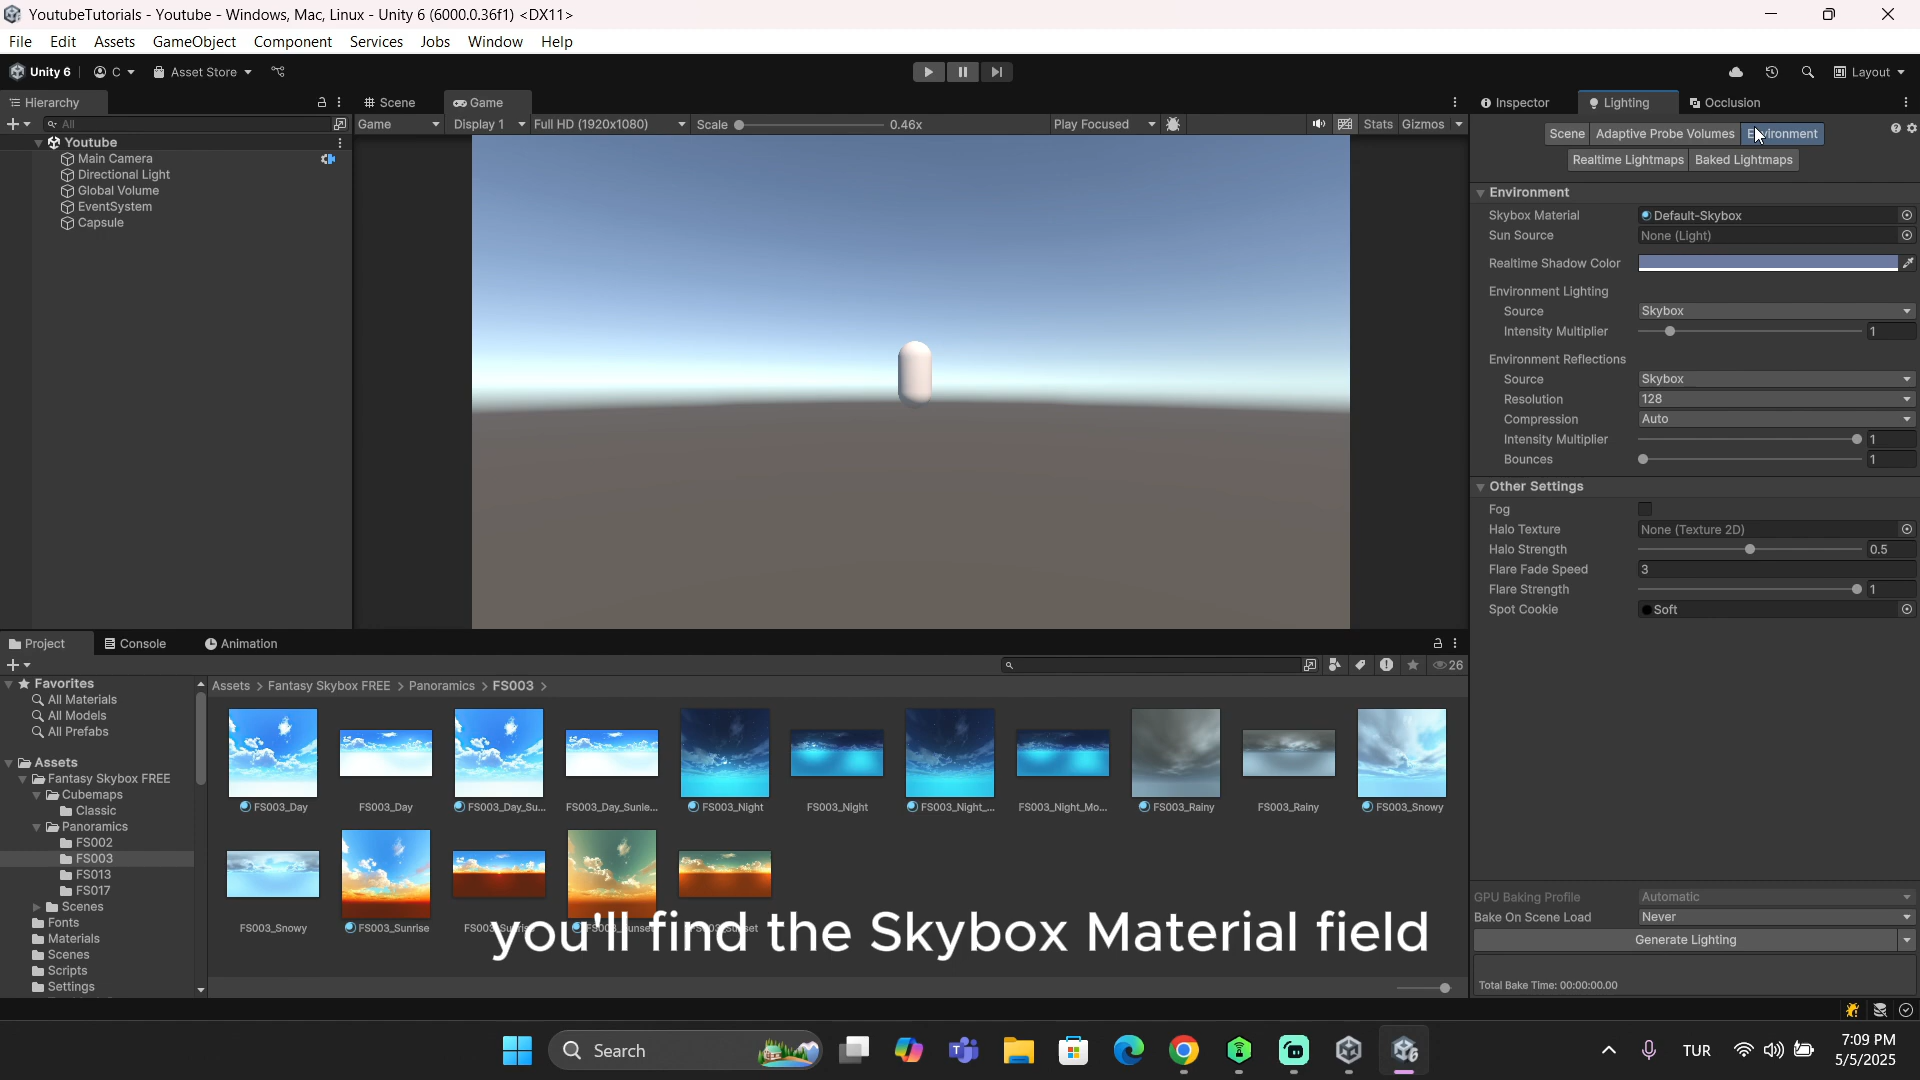 YoutubeTutorials - Youtube - Windows, Mac, Linux - Unity 6 (6000.0.36f1) <DX11>
File Edit Assets GameObject Component Services Jobs Window Help
Unity 6 C Asset Store Layout
Hierarchy Scene Game Inspector Lighting Occlusion
All Game Display 1 Full HD (1920x1080) Scale 0.46x Play Focused Stats Gizmos
Youtube
Main Camera
Directional Light
Global Volume
EventSystem
Capsule
Scene Adaptive Probe Volumes Environment
Realtime Lightmaps Baked Lightmaps
Environment
Skybox Material Default-Skybox
Sun Source None (Light)
Realtime Shadow Color
Environment Lighting
Source Skybox
Intensity Multiplier 1
Environment Reflections
Source Skybox
Resolution 128
Compression Auto
Intensity Multiplier 1
Bounces 1
Other Settings
Fog
Halo Texture None (Texture 2D)
Halo Strength 0.5
Flare Fade Speed 3
Flare Strength 1
Spot Cookie Soft
GPU Baking Profile Automatic
Bake On Scene Load Never
Generate Lighting
Total Bake Time: 00:00:00.00
Project Console Animation
26
Favorites
All Materials
All Models
All Prefabs
Assets
Fantasy Skybox FREE
Cubemaps
Classic
Panoramics
FS002
FS003
FS013
FS017
Scenes
Fonts
Materials
Scenes
Scripts
Settings
Assets > Fantasy Skybox FREE > Panoramics > FS003 >
FS003_Day FS003_Day FS003_Day_Su... FS003_Day_Sunle... FS003_Night FS003_Night FS003_Night_... FS003_Night_Mo... FS003_Rainy FS003_Rainy FS003_Snowy
FS003_Snowy FS003_Sunrise
you'll find the Skybox Material field
Search
TUR
7:09 PM
5/5/2025